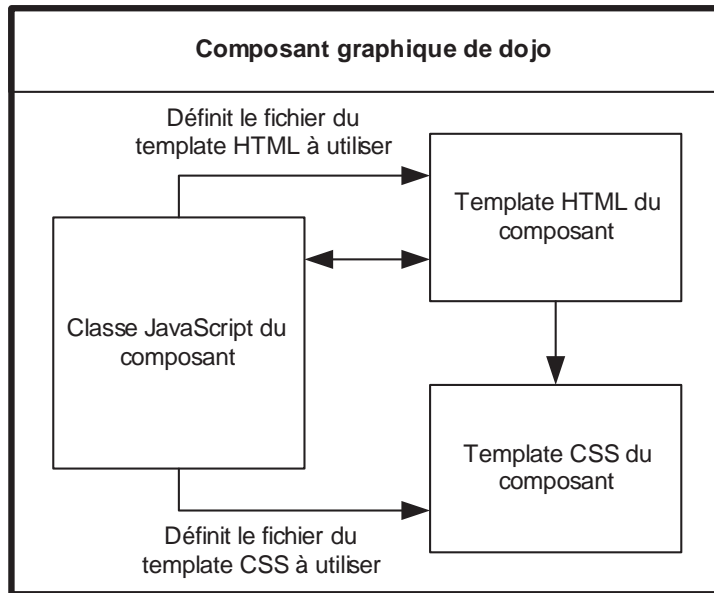 Composant graphique de dojo
Définit le fichier du
template HTML à utiliser
Template HTML du
composant
Classe JavaScript du
composant
Template CSS du
composant
Définit le fichier du
template CSS à utiliser